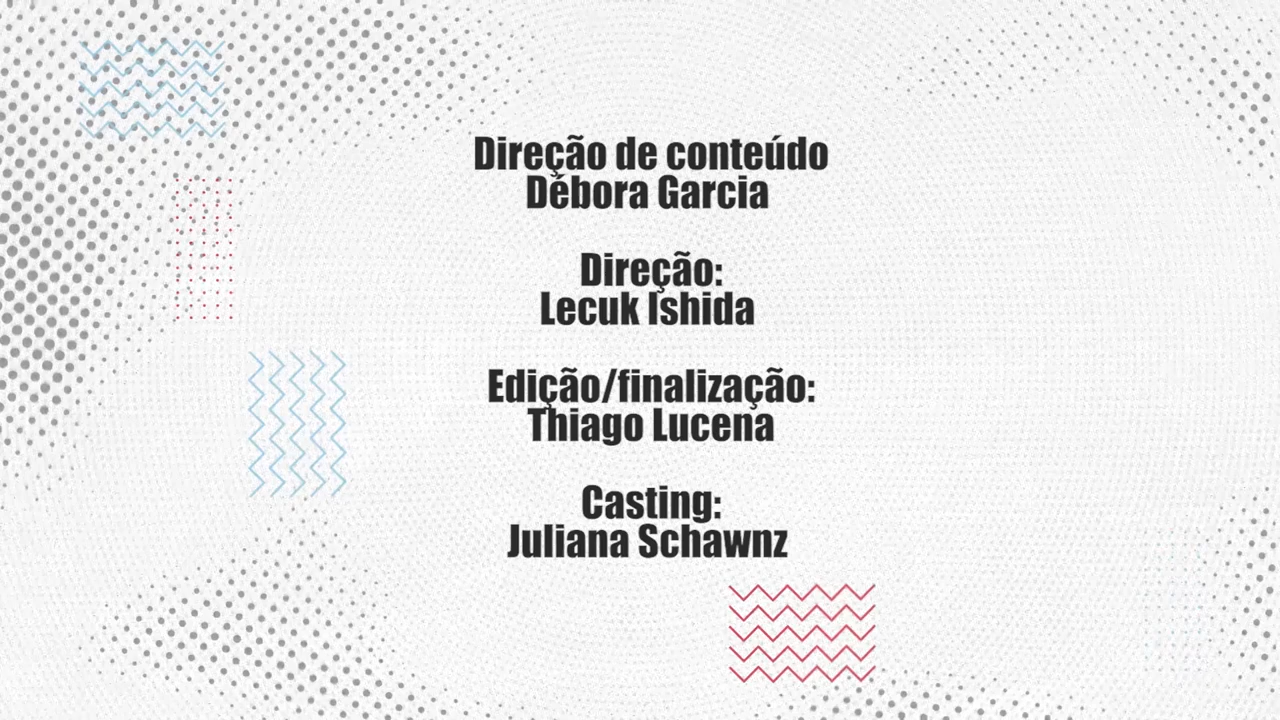 Direção de conteúdo
Débora Garcia
Direção:
Lecuk Ishida
Edição/finalização:
Thiago Lucena
Casting:
Juliana Schawnz